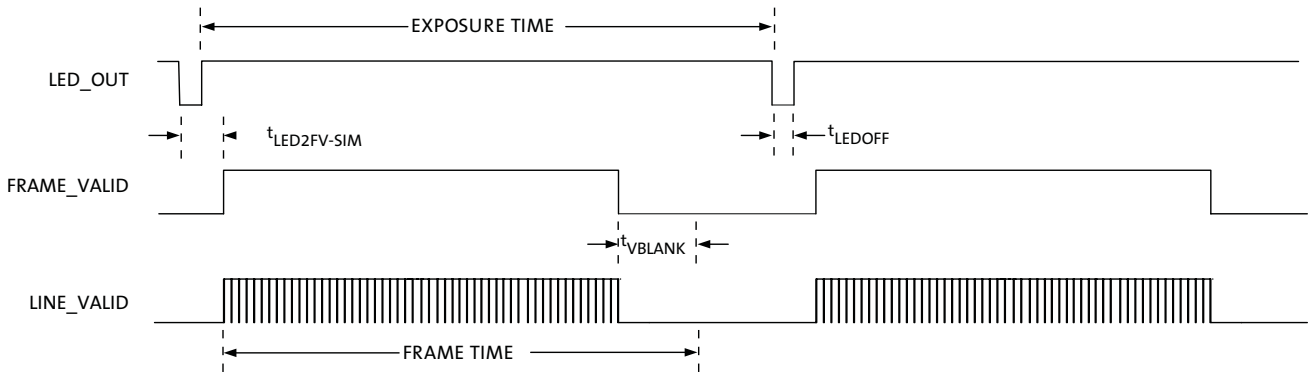 EXPOSURE TIME
LED_OUT
tLED2FV-SIM
tLEDOFF
FRAME_VALID
tVBLANK
LINE_VALID
FRAME TIME